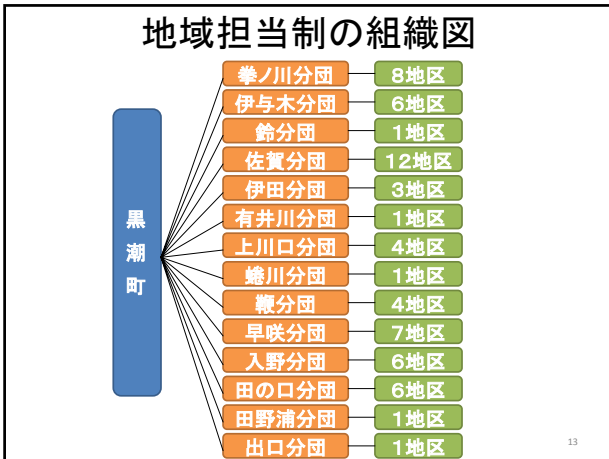 地域担当制の組織図
黒潮町
拳ノ川分団 8地区
伊与木分団 6地区
鈴分団 1地区
佐賀分団 12地区
伊田分団 3地区
有井川分団 1地区
上川口分団 4地区
蜷川分団 1地区
鞭分団 4地区
早咲分団 7地区
入野分団 6地区
田の口分団 6地区
田野浦分団 1地区
出口分団 1地区
13